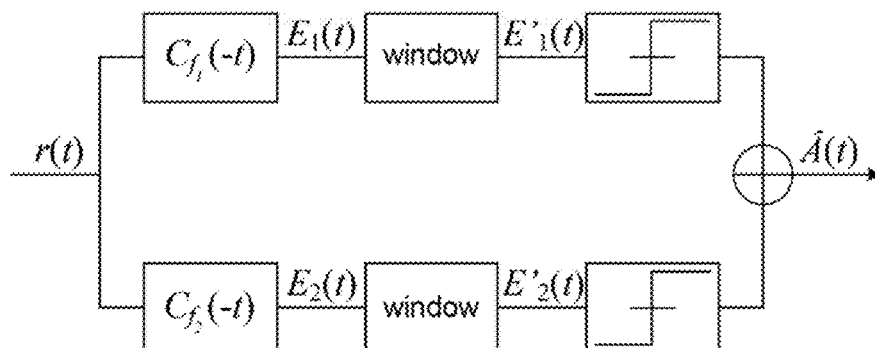 C_{f_1}(-t) E_1(t) window E'_1(t)
r(t) Â(t)
C_{f_2}(-t) E_2(t) window E'_2(t)